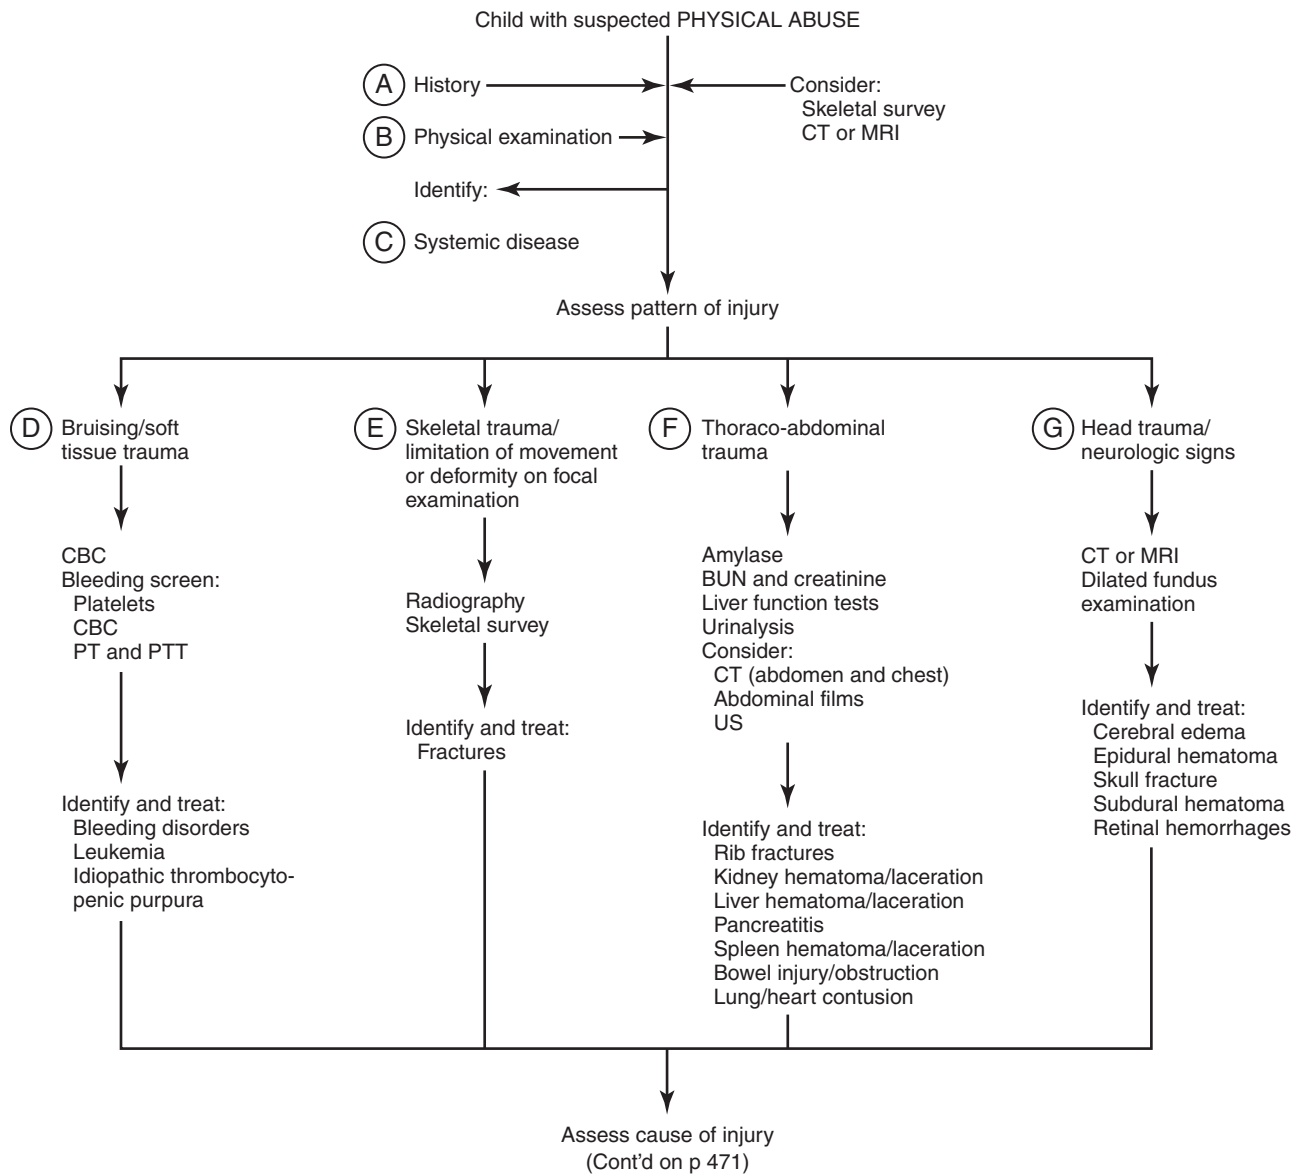 Child with suspected PHYSICAL ABUSE
A History
Consider:
Skeletal survey
CT or MRI
B Physical examination
Identify:
C Systemic disease
Assess pattern of injury
D Bruising/soft
tissue trauma
CBC
Bleeding screen:
Platelets
CBC
PT and PTT
Identify and treat:
Bleeding disorders
Leukemia
Idiopathic thrombocyto-
penic purpura
E Skeletal trauma/
limitation of movement
or deformity on focal
examination
Radiography
Skeletal survey
Identify and treat:
Fractures
F Thoraco-abdominal
trauma
Amylase
BUN and creatinine
Liver function tests
Urinalysis
Consider:
CT (abdomen and chest)
Abdominal films
US
Identify and treat:
Rib fractures
Kidney hematoma/laceration
Liver hematoma/laceration
Pancreatitis
Spleen hematoma/laceration
Bowel injury/obstruction
Lung/heart contusion
G Head trauma/
neurologic signs
CT or MRI
Dilated fundus
examination
Identify and treat:
Cerebral edema
Epidural hematoma
Skull fracture
Subdural hematoma
Retinal hemorrhages
Assess cause of injury
(Cont'd on p 471)